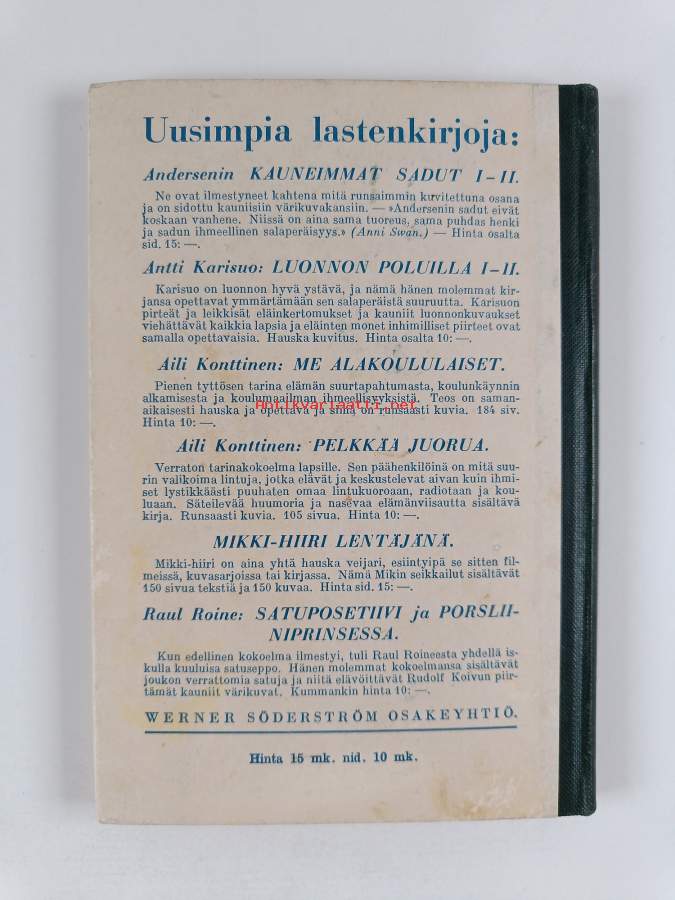 Uusimpia lastenkirjoja:
Andersenin KAUNEIMMAT SADUT I–II.
Ne ovat ilmestyneet kahtena mitä runsaimmin kuvitettuna osana
ja on sidottu kauniisiin värikuvakansiin. — »Andersenin sadut eivät
koskaan vanhene. Niissä on aina sama tuoreus, sama puhdas henki
ja sadun ihmeellinen salaperäisyys.» (Anni Swan.) — Hinta osalta
sid. 15: —.
Antti Karisuo: LUONNON POLUILLA I–II.
Karisuo on luonnon hyvä ystävä, ja nämä hänen molemmat kir-
jansa opettavat ymmärtämään sen salaperäistä suuruutta. Karisuon
pirteät ja leikkisät eläinkertomukset ja kauniit luonnonkuvaukset
viehättävät kaikkia lapsia ja eläinten monet inhimilliset piirteet ovat
samalla opettavaisia. Hauska kuvitus. Hinta osalta 10: —.
Aili Konttinen: ME ALAKOULULAISET.
Pienen tyttösen tarina elämän suurtapahtumasta, koulunkäynnin
alkamisesta ja koulumaailman ihmeellisyyksistä. Teos on saman-
aikaisesti hauska ja opettava ja siinä on runsaasti kuvia. 184 siv.
Hinta 10: —.
Antikvariaatti.net
Aili Konttinen: PELKKÄÄ JUORUA.
Verraton tarinakokoelma lapsille. Sen päähenkilöinä on mitä suu-
rin valikoima lintuja, jotka elävät ja keskustelevat aivan kuin ihmi-
set lystikkäästi puuhaten omaa lintukuoroaan, radiotaan ja kou-
luaan. Säteilevää huumoria ja nasevaa elämänviisautta sisältävä
kirja. Runsaasti kuvia. 105 sivua. Hinta 10: —.
MIKKI-HIIRI LENTÄJÄNÄ.
Mikki-hiiri on aina yhtä hauska veijari, esiintyipä se sitten fil-
meissä, kuvasarjoissa tai kirjassa. Nämä Mikin seikkailut sisältävät
150 sivua tekstiä ja 150 kuvaa. Hinta sid. 15: —.
Raul Roine: SATUPOSETIIVI ja PORSLII-
NIPRINSESSA.
Kun edellinen kokoelma ilmestyi, tuli Raul Roineesta yhdellä is-
kulla kuuluisa satuseppo. Hänen molemmat kokoelmansa sisältävät
joukon verrattomia satuja ja niitä elävöittävät Rudolf Koivun piir-
tämät kauniit värikuvat. Kummankin hinta 10: —.
WERNER SÖDERSTRÖM OSAKEYHTIÖ.
Hinta 15 mk. nid. 10 mk.